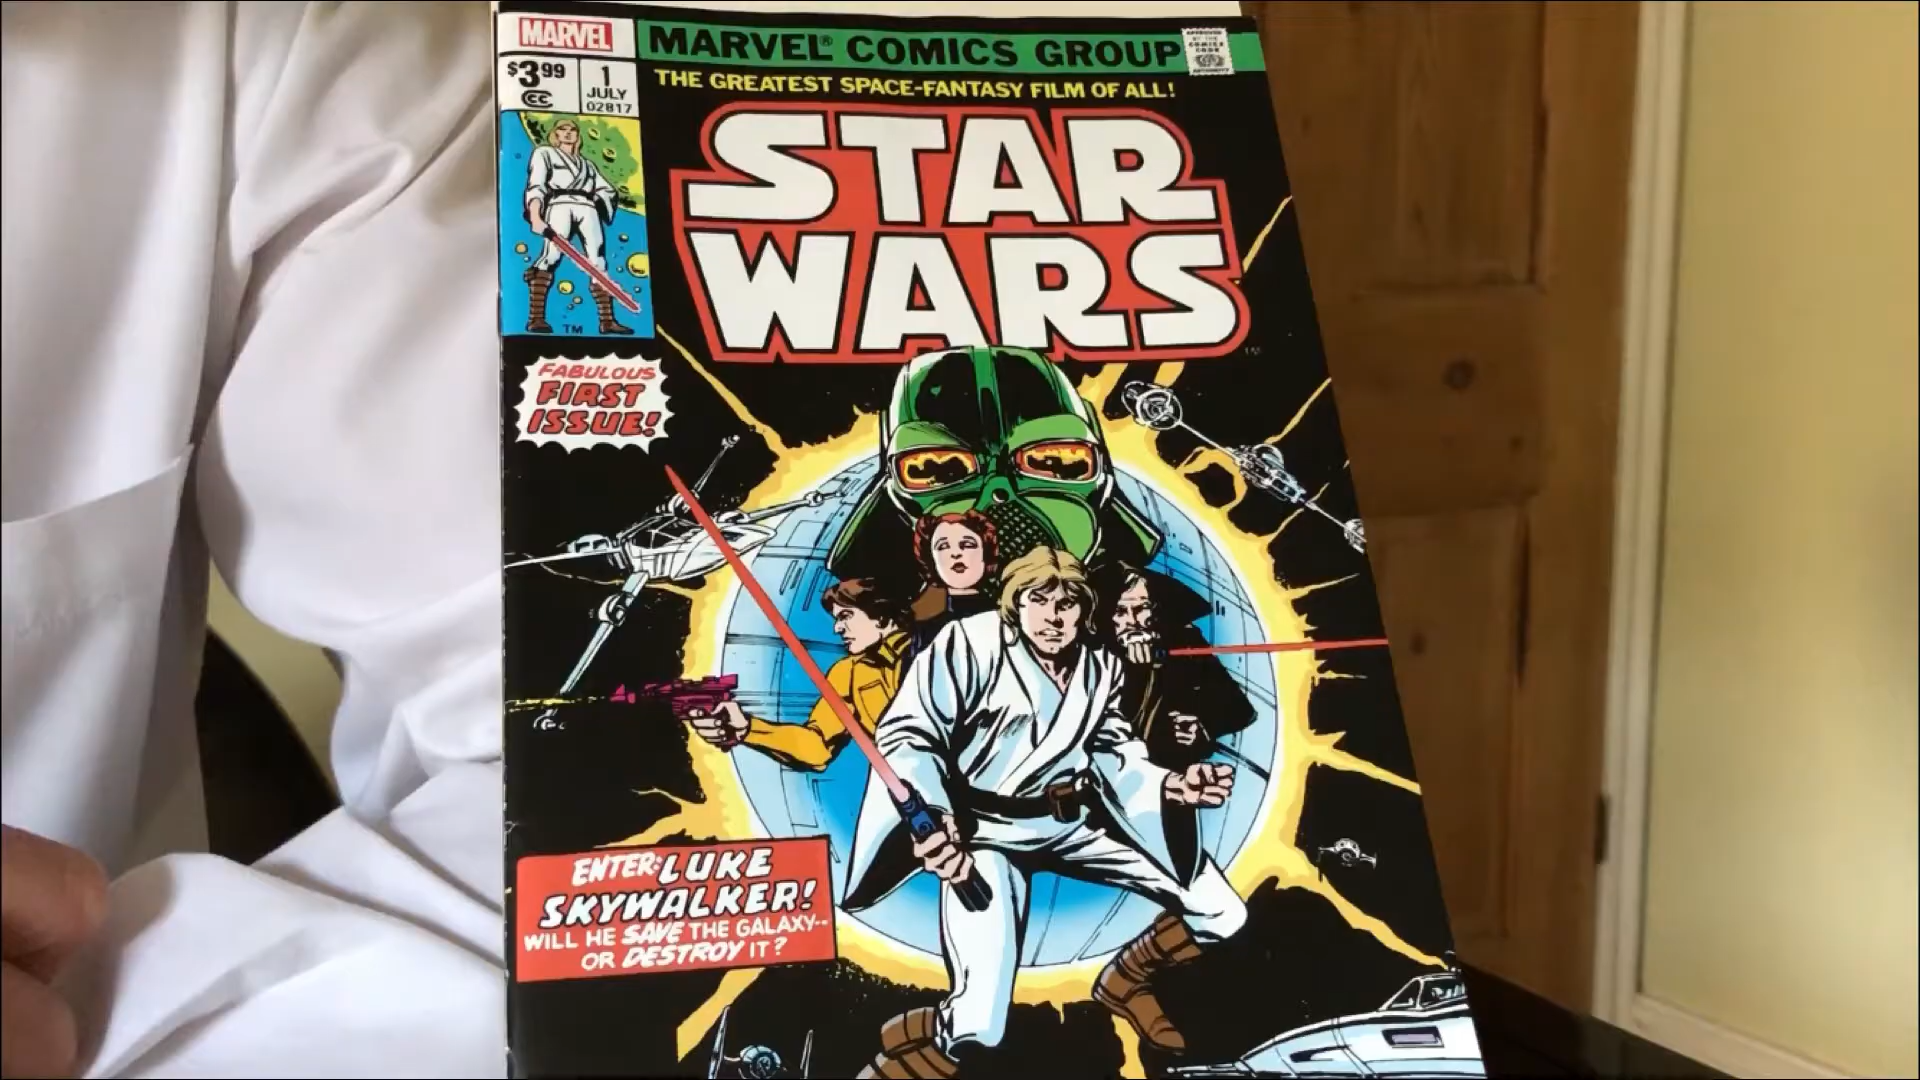 MARVEL
MARVEL® COMICS GROUP
APPROVED
BY THE
COMICS
CODE
AUTHORITY
$3.99
CC
1
JULY
02817
THE GREATEST SPACE-FANTASY FILM OF ALL!
STAR
WARS
TM
TM
FABULOUS
FIRST
ISSUE!
ENTER: LUKE
SKYWALKER!
WILL HE SAVE THE GALAXY--
OR DESTROY IT?